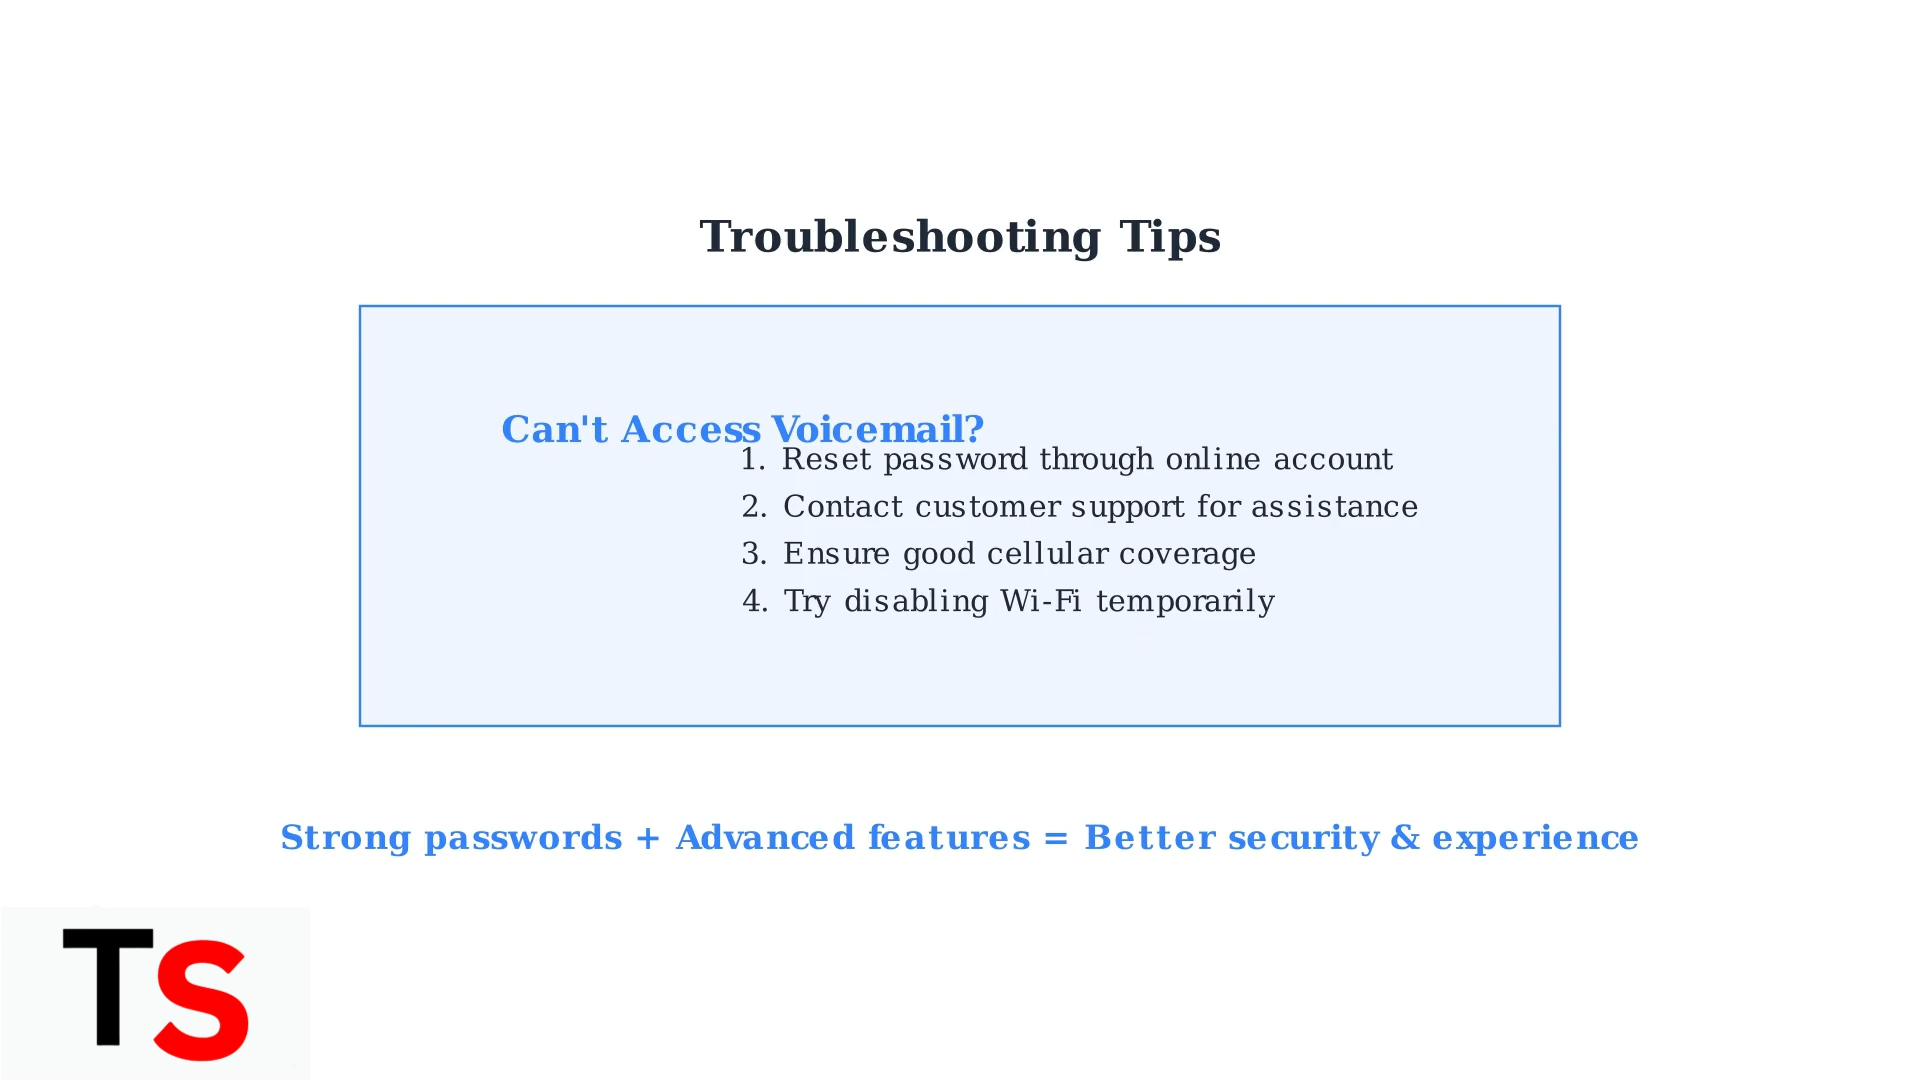 Troubleshooting Tips
Can't Access Voicemail?
1. Reset password through online account
2. Contact customer support for assistance
3. Ensure good cellular coverage
4. Try disabling Wi-Fi temporarily
Strong passwords + Advanced features = Better security & experience
TS